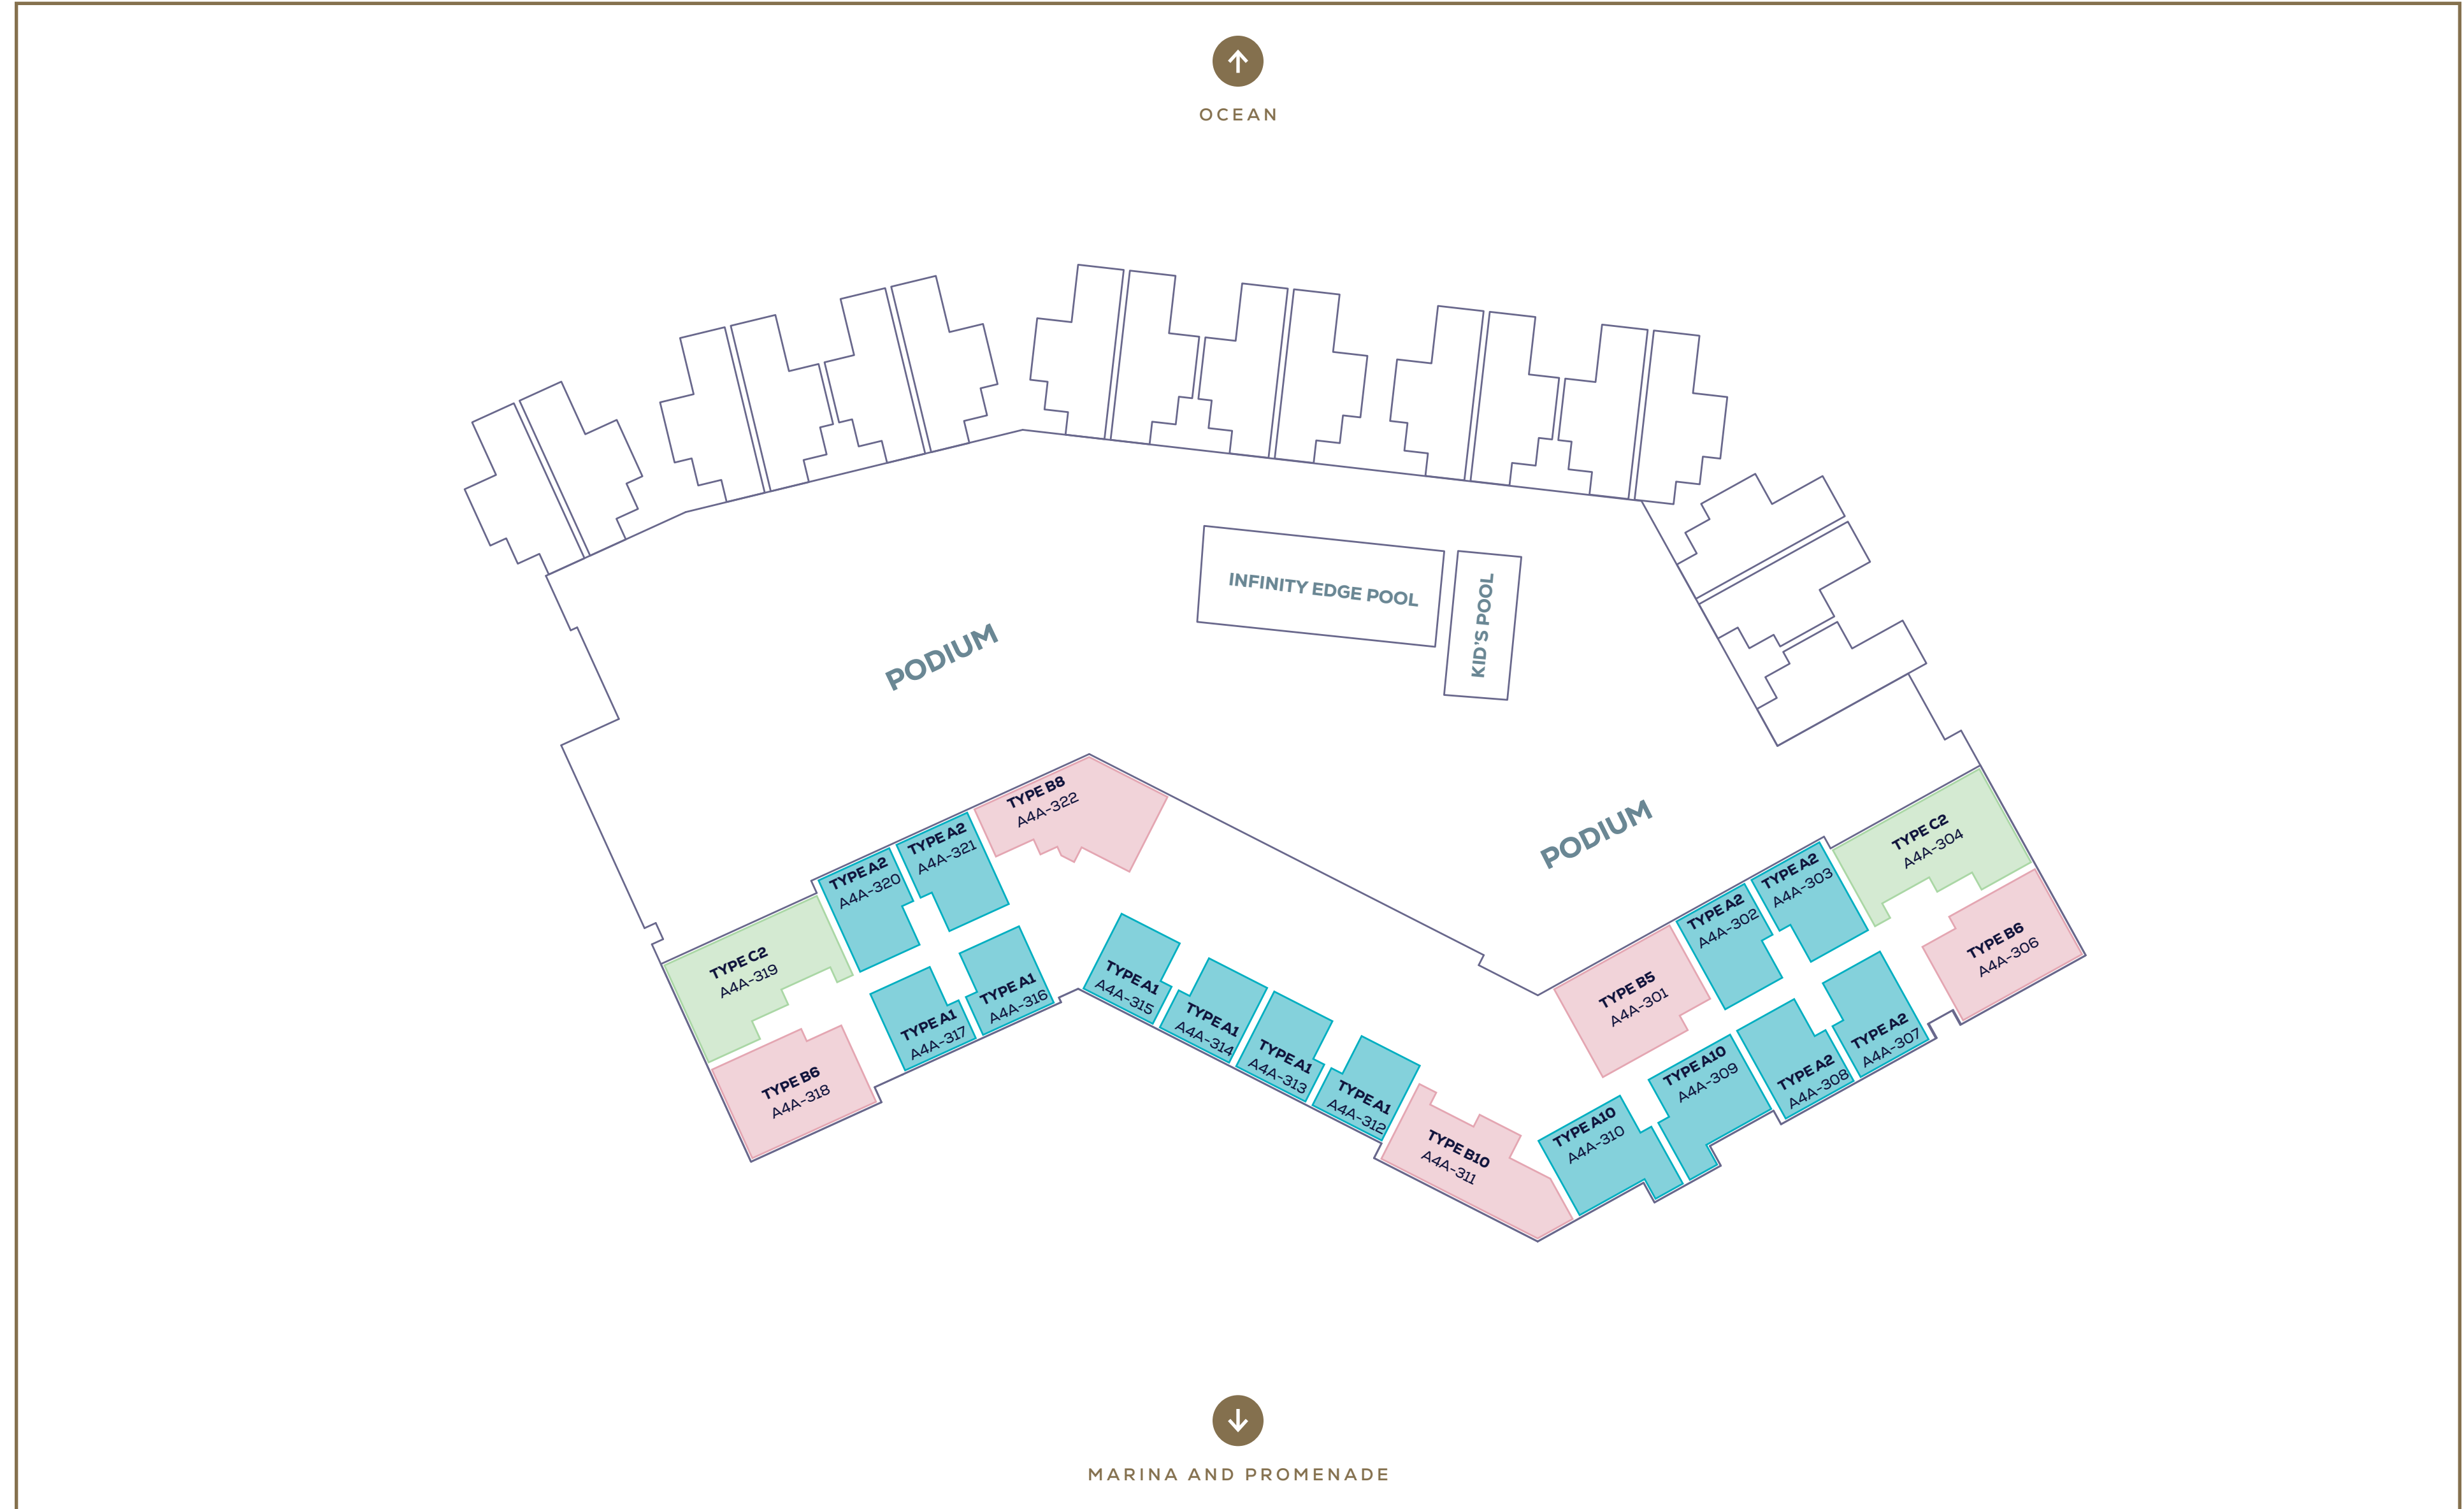 OCEAN
INFINITY EDGE POOL
KID'S POOL
PODIUM
PODIUM
TYPE B8
A4A-322
TYPE A2
A4A-321
TYPE A2
A4A-320
TYPE C2
A4A-319
TYPE B6
A4A-318
TYPE A1
A4A-317
TYPE A1
A4A-316
TYPE A1
A4A-315
TYPE A1
A4A-314
TYPE A1
A4A-313
TYPE A1
A4A-312
TYPE B10
A4A-311
TYPE A10
A4A-310
TYPE A10
A4A-309
TYPE A2
A4A-308
TYPE A2
A4A-307
TYPE B6
A4A-306
TYPE C2
A4A-304
TYPE A2
A4A-303
TYPE A2
A4A-302
TYPE B5
A4A-301
MARINA AND PROMENADE